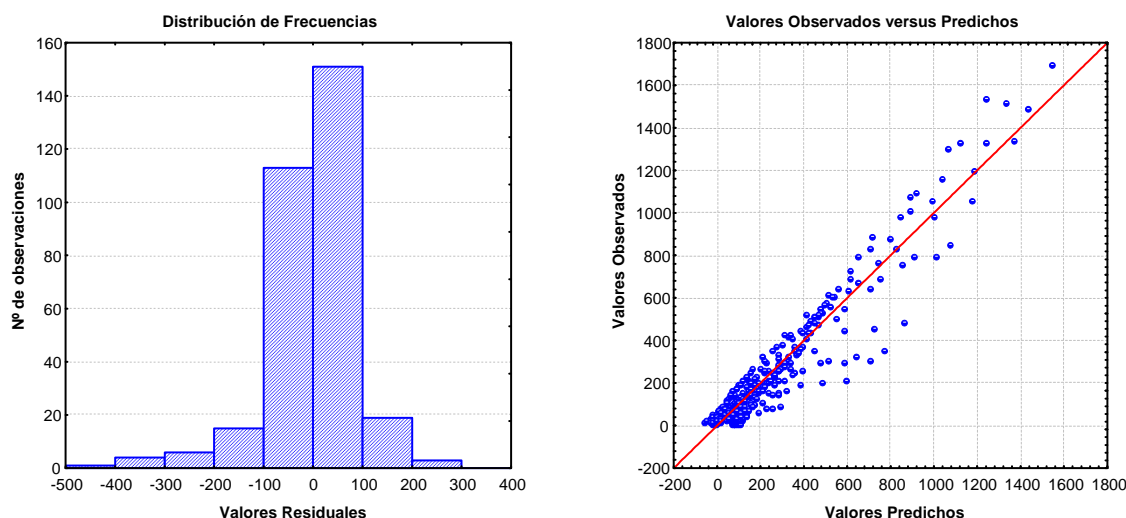 Distribución de Frecuencias
160
140
120
100
80
60
40
20
0
-500 -400 -300 -200 -100 0 100 200 300 400
Valores Residuales
Nº de observaciones
Valores Observados versus Predichos
1800
1600
1400
1200
1000
800
600
400
200
0
-200
-200 0 200 400 600 800 1000 1200 1400 1600 1800
Valores Predichos
Valores Observados